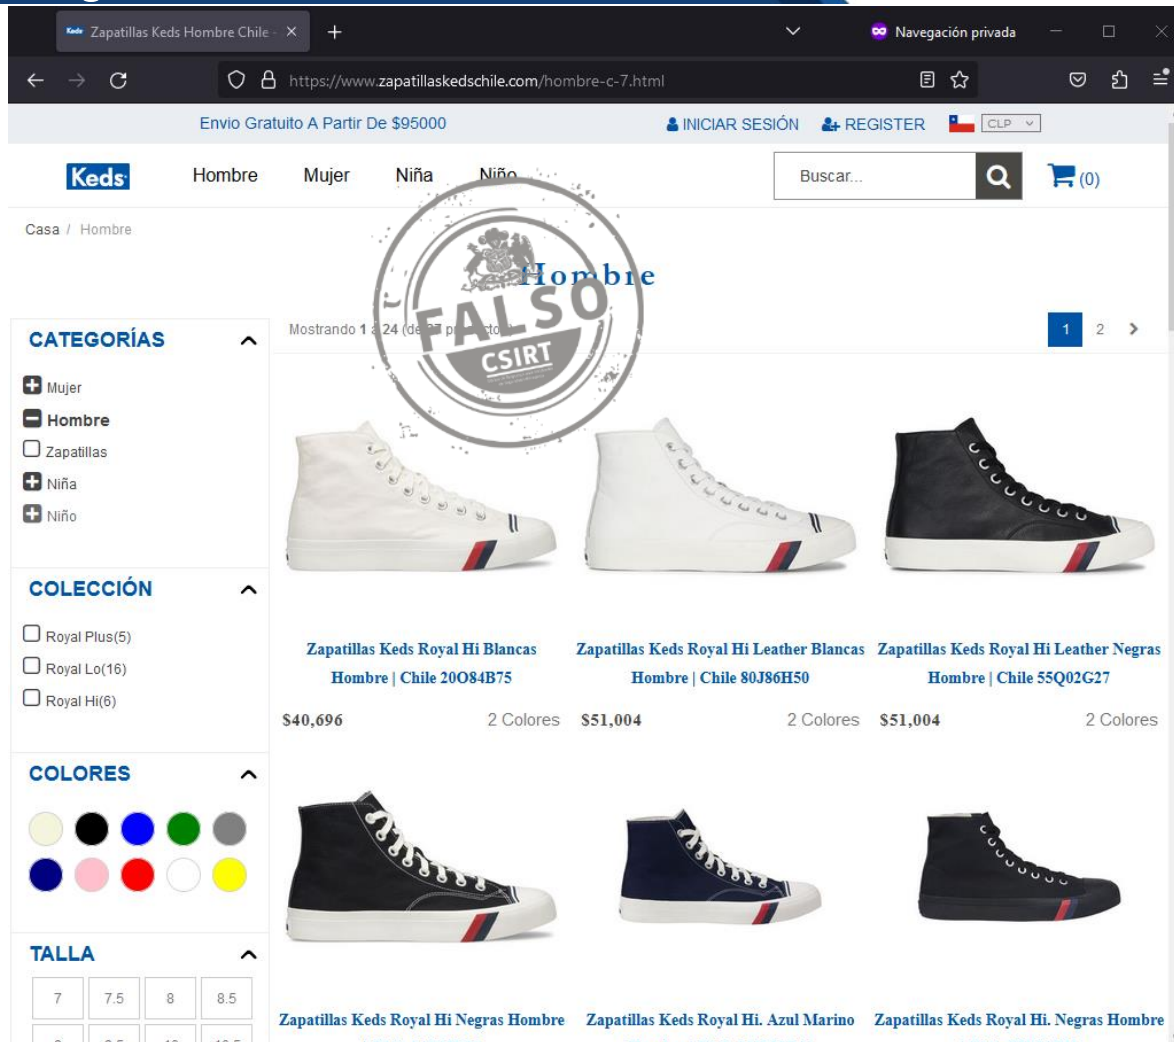 Zapatillas Keds Hombre Chile -
Navegación privada
https://www.zapatillaskedschile.com/hombre-c-7.html
Envio Gratuito A Partir De $95000
INICIAR SESIÓN
REGISTER
CLP
Keds
Hombre
Mujer
Niña
Niño
Buscar...
(0)
Casa / Hombre
Hombre
FALSO
CSIRT
Mostrando 1 a 24
1
2
CATEGORÍAS
Mujer
Hombre
Zapatillas
Niña
Niño
COLECCIÓN
Royal Plus(5)
Royal Lo(16)
Royal Hi(6)
COLORES
TALLA
7
7.5
8
8.5
Zapatillas Keds Royal Hi Blancas
Hombre | Chile 20O84B75
$40,696
2 Colores
Zapatillas Keds Royal Hi Leather Blancas
Hombre | Chile 80J86H50
$51,004
2 Colores
Zapatillas Keds Royal Hi Leather Negras
Hombre | Chile 55Q02G27
$51,004
2 Colores
Zapatillas Keds Royal Hi Negras Hombre
Zapatillas Keds Royal Hi. Azul Marino
Zapatillas Keds Royal Hi. Negras Hombre